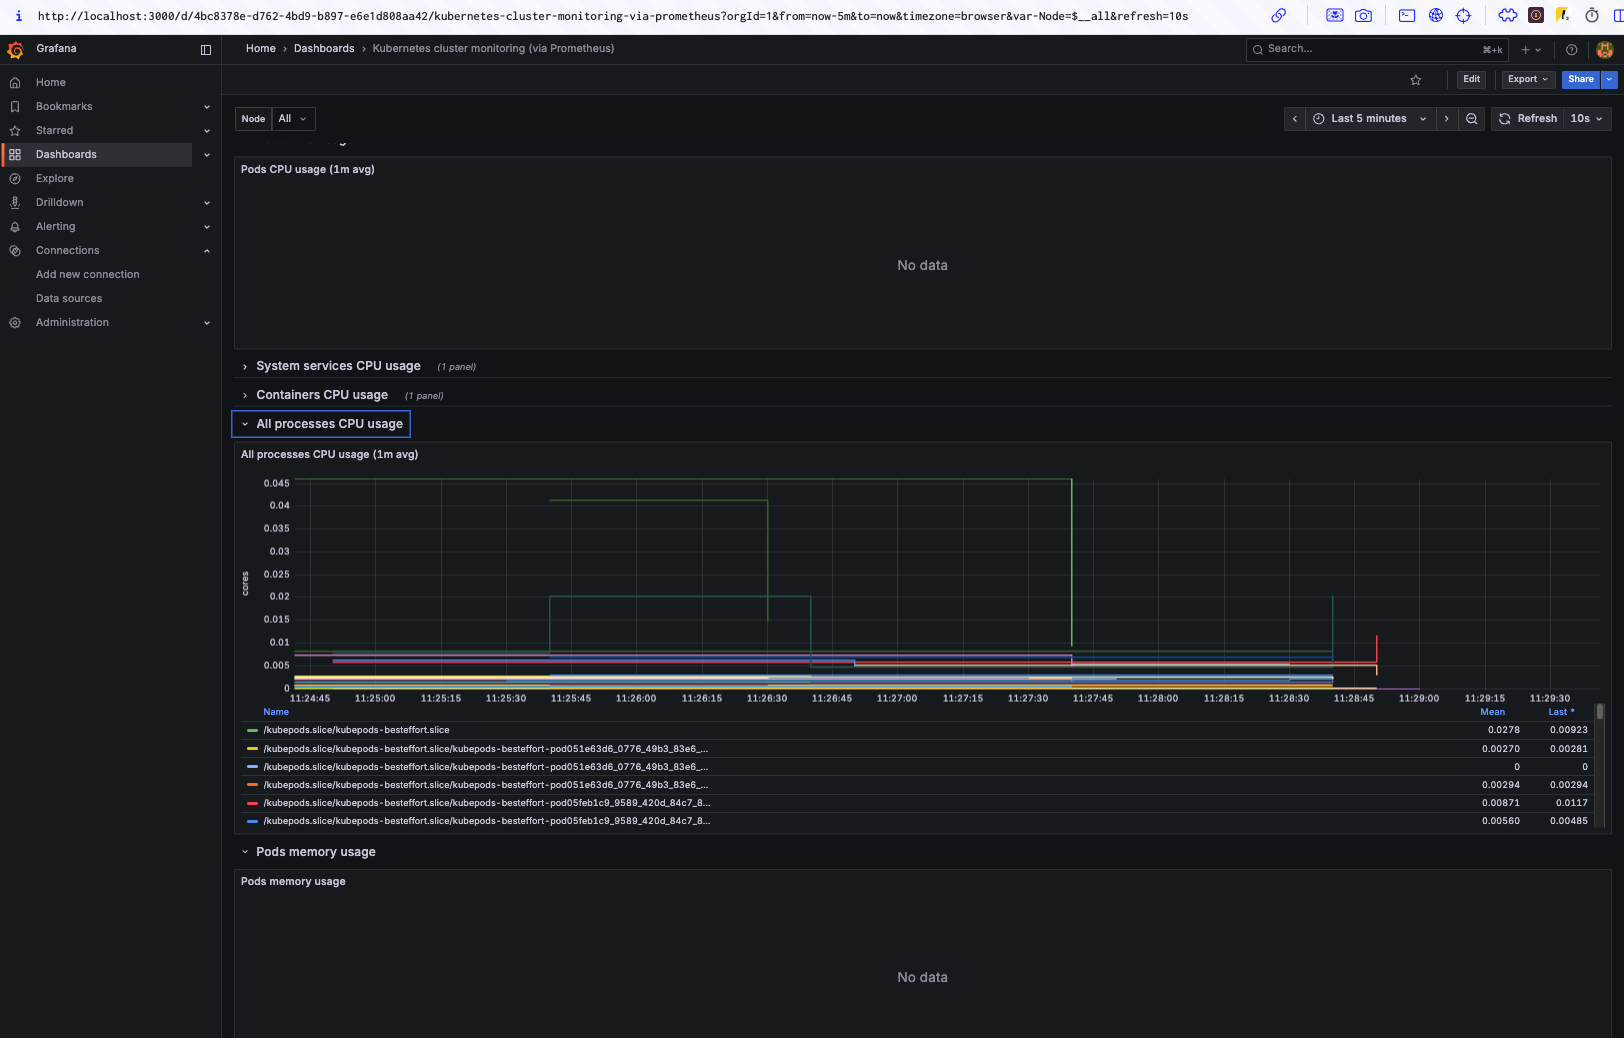 http://localhost:3000/d/4bc8378e-d762-4bd9-b897-e6e1d808aa42/kubernetes-cluster-monitoring-via-prometheus?orgId=1&from=now-5m&to=now&timezone=browser&var-Node=$__all&refresh=10s
Grafana
Home › Dashboards › Kubernetes cluster monitoring (via Prometheus)
Search... ⌘+k
Edit Export Share
Home
Bookmarks
Starred
Dashboards
Explore
Drilldown
Alerting
Connections
Add new connection
Data sources
Administration
Node All
Last 5 minutes Refresh 10s
Pods CPU usage (1m avg)
No data
System services CPU usage (1 panel)
Containers CPU usage (1 panel)
All processes CPU usage
All processes CPU usage (1m avg)
cores
0.045
0.04
0.035
0.03
0.025
0.02
0.015
0.01
0.005
0
11:24:45 11:25:00 11:25:15 11:25:30 11:25:45 11:26:00 11:26:15 11:26:30 11:26:45 11:27:00 11:27:15 11:27:30 11:27:45 11:28:00 11:28:15 11:28:30 11:28:45 11:29:00 11:29:15 11:29:30
Name Mean Last *
/kubepods.slice/kubepods-besteffort.slice 0.0278 0.00923
/kubepods.slice/kubepods-besteffort.slice/kubepods-besteffort-pod051e63d6_0776_49b3_83e6_... 0.00270 0.00281
/kubepods.slice/kubepods-besteffort.slice/kubepods-besteffort-pod051e63d6_0776_49b3_83e6_... 0 0
/kubepods.slice/kubepods-besteffort.slice/kubepods-besteffort-pod051e63d6_0776_49b3_83e6_... 0.00294 0.00294
/kubepods.slice/kubepods-besteffort.slice/kubepods-besteffort-pod05feb1c9_9589_420d_84c7_8... 0.00871 0.0117
/kubepods.slice/kubepods-besteffort.slice/kubepods-besteffort-pod05feb1c9_9589_420d_84c7_8... 0.00560 0.00485
Pods memory usage
Pods memory usage
No data